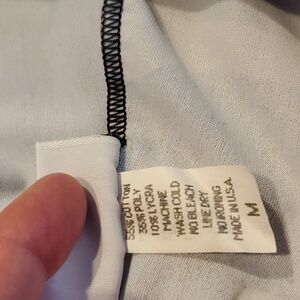 55% COTTON
35% POLY
10% LYCRA
MACHINE
WASH COLD
NO BLEACH
LINE DRY
NO IRONING
MADE IN U.S.A.
M